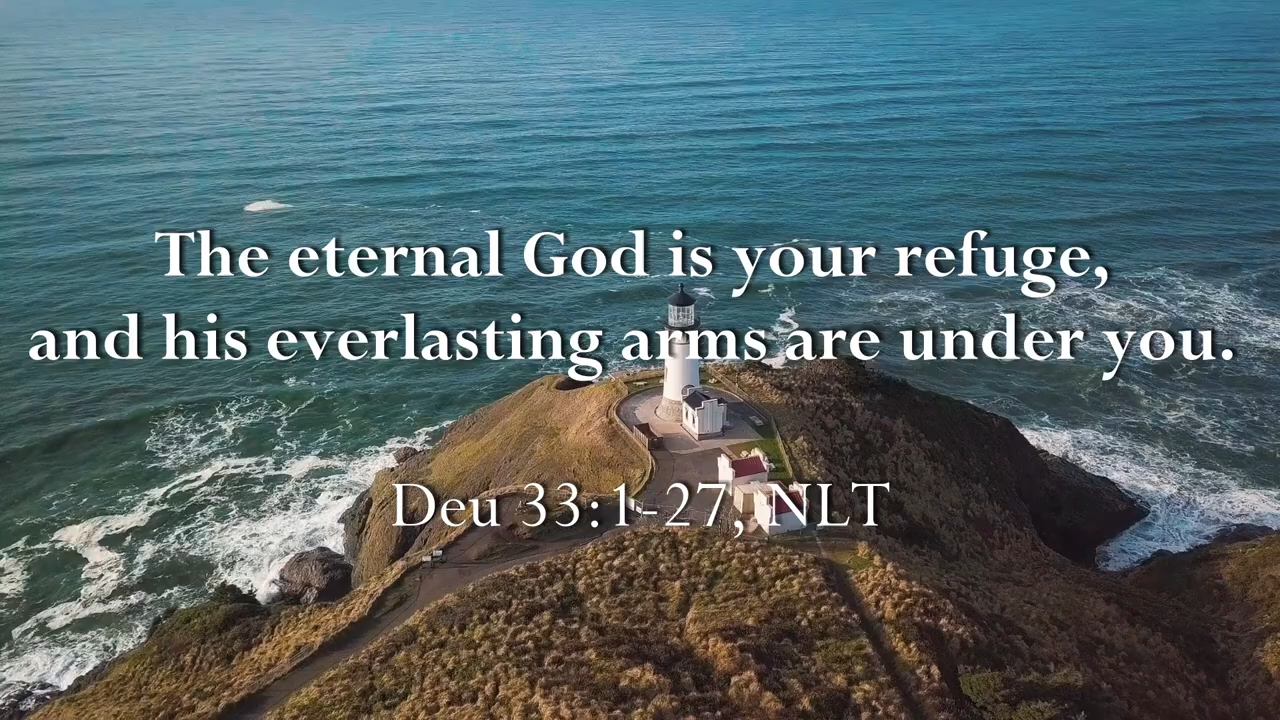 The eternal God is your refuge,
and his everlasting arms are under you.
Deu 33:1-27, NLT